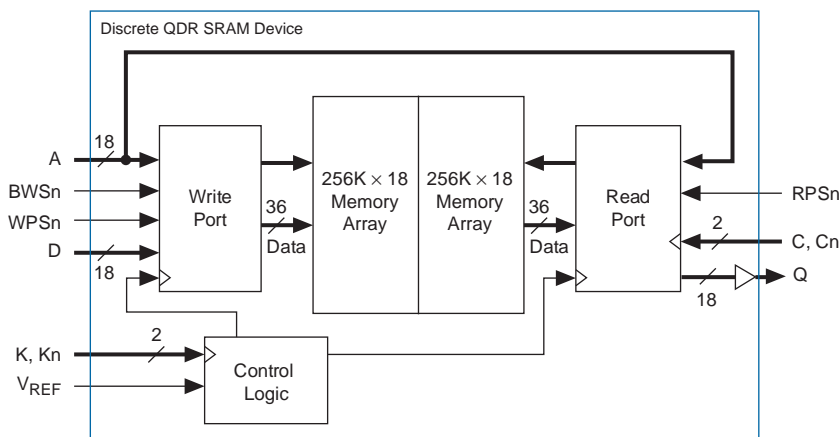 Discrete QDR SRAM Device
A
18
BWSn
WPSn
D
18
Write
Port
36
Data
256K × 18
Memory
Array
256K × 18
Memory
Array
36
Data
Read
Port
RPSn
2
C, Cn
18
Q
K, Kn
2
VREF
Control
Logic